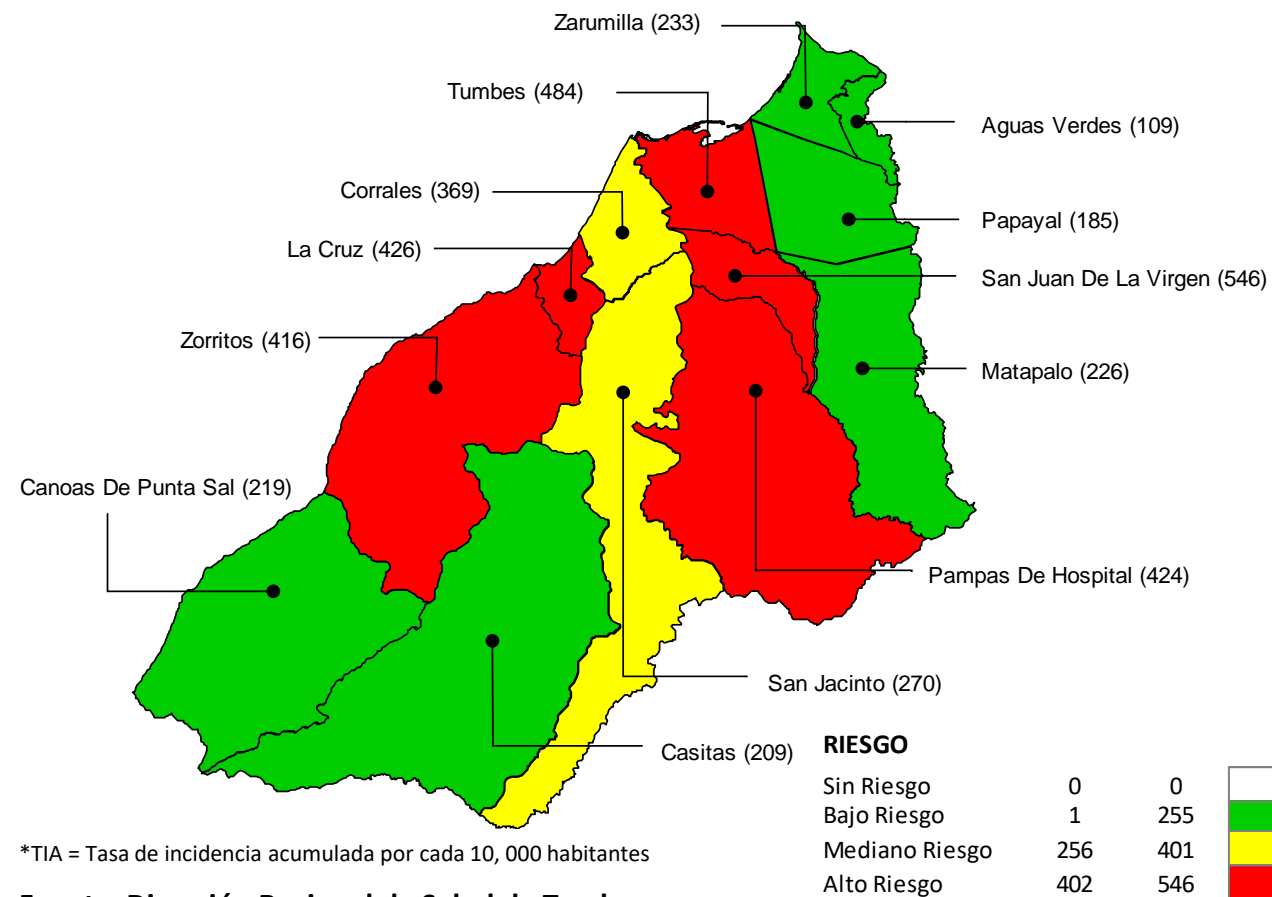 Zarumilla (233)
Tumbes (484)
Aguas Verdes (109)
Corrales (369)
Papayal (185)
La Cruz (426)
San Juan De La Virgen (546)
Zorritos (416)
Matapalo (226)
Canoas De Punta Sal (219)
Pampas De Hospital (424)
San Jacinto (270)
Casitas (209)
RIESGO
Sin Riesgo 0 0
Bajo Riesgo 1 255
Mediano Riesgo 256 401
Alto Riesgo 402 546
*TIA = Tasa de incidencia acumulada por cada 10, 000 habitantes